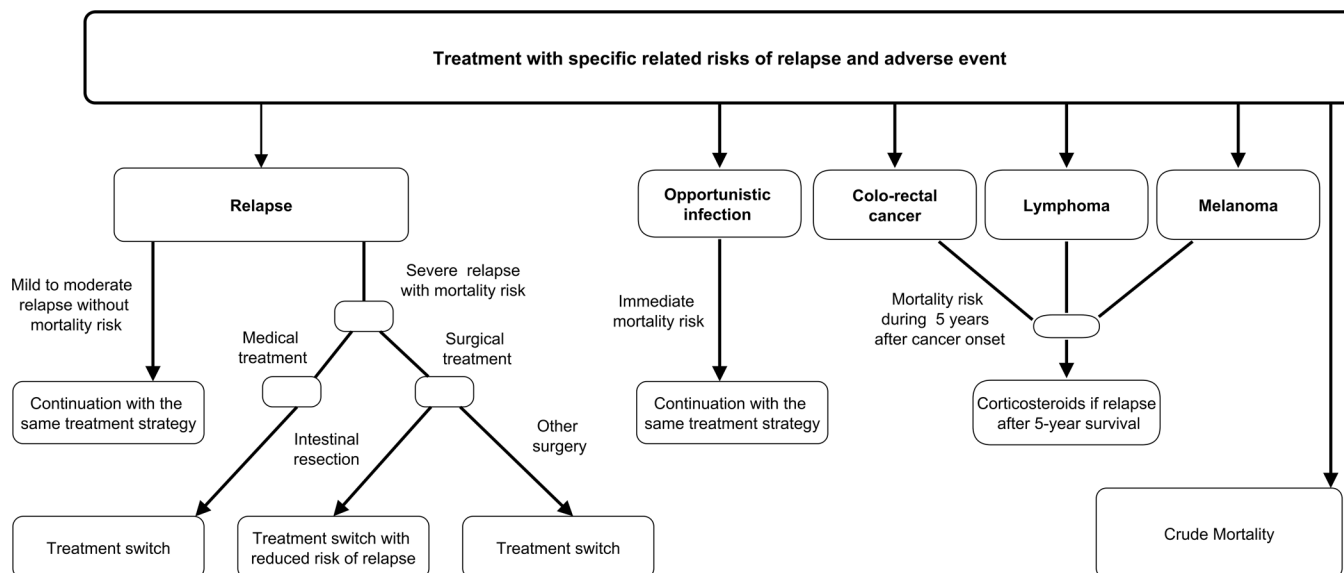 Treatment with specific related risks of relapse and adverse event
Relapse
Opportunistic
infection
Colo-rectal
cancer
Lymphoma
Melanoma
Mild to moderate
relapse without
mortality risk
Severe relapse
with mortality risk
Immediate
mortality risk
Mortality risk
during 5 years
after cancer onset
Medical
treatment
Surgical
treatment
Continuation with the
same treatment strategy
Continuation with the
same treatment strategy
Corticosteroids if relapse
after 5-year survival
Intestinal
resection
Other
surgery
Treatment switch
Treatment switch with
reduced risk of relapse
Treatment switch
Crude Mortality